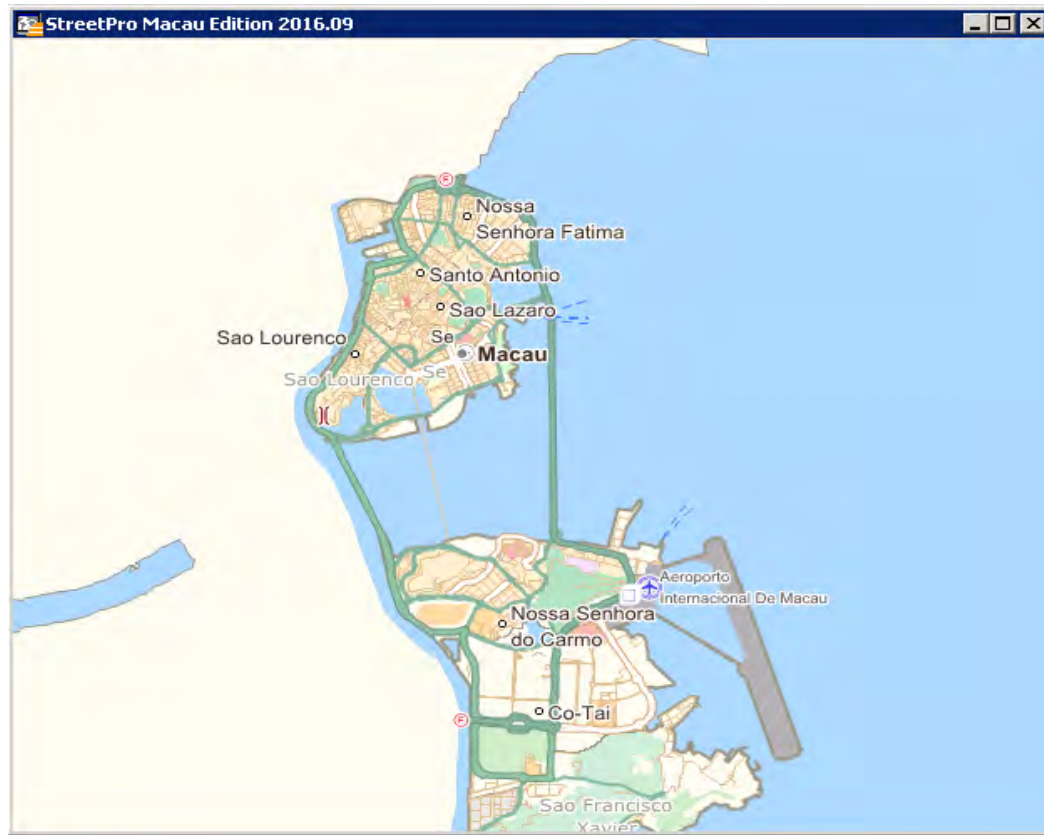 StreetPro Macau Edition 2016.09
Nossa
Senhora Fatima
Santo Antonio
Sao Lazaro
Sao Lourenco
Se
Macau
Sao Lourenco
Se
Aeroporto
Internacional De Macau
Nossa Senhora
do Carmo
Co-Tai
Sao Francisco
Xavier